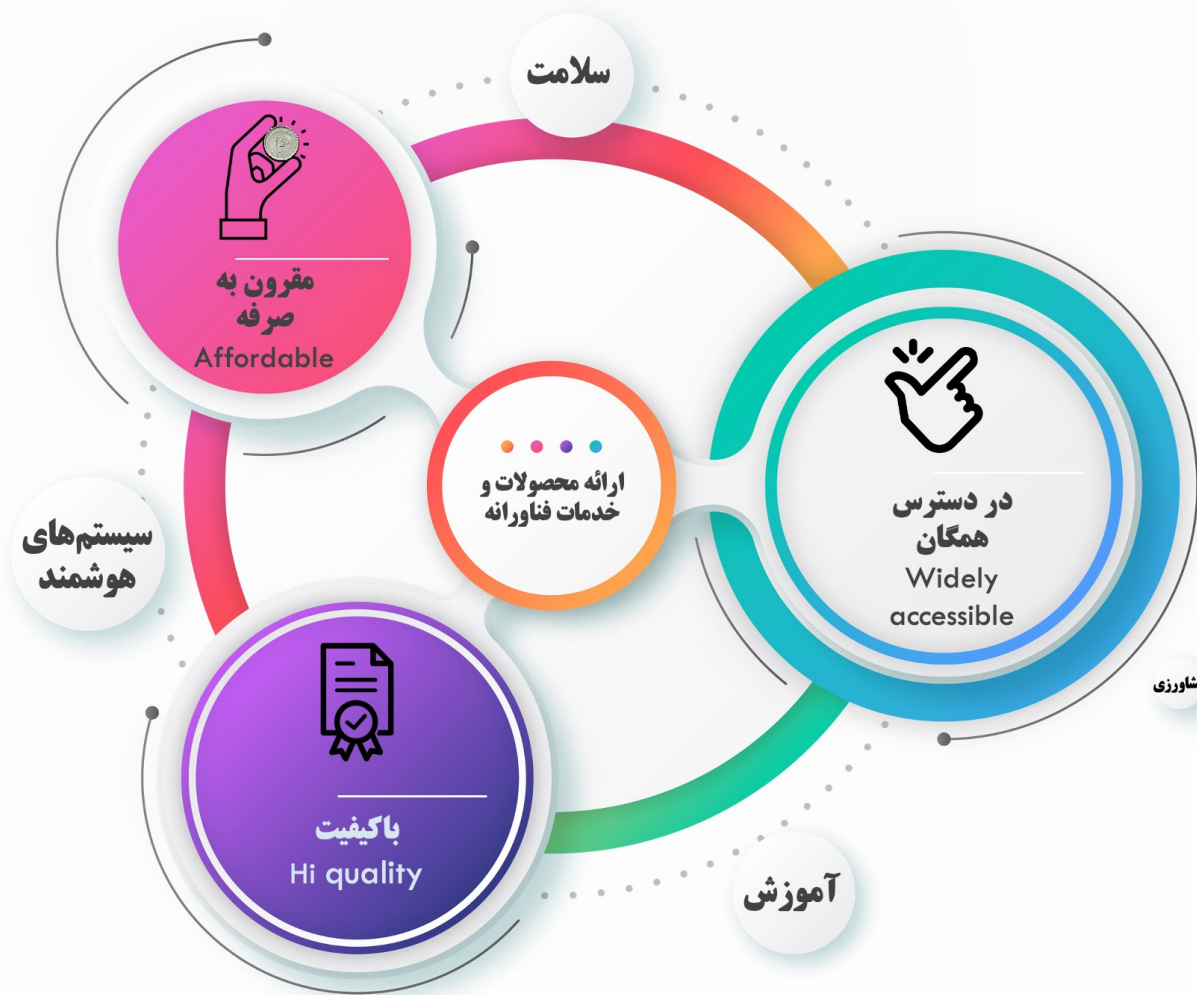 سلامت
مقرون به
صرفه
Affordable
ارائه محصولات و
خدمات فناورانه
در دسترس
همگان
Widely
accessible
سیستم‌های
هوشمند
شاورزی
باکیفیت
Hi quality
آموزش